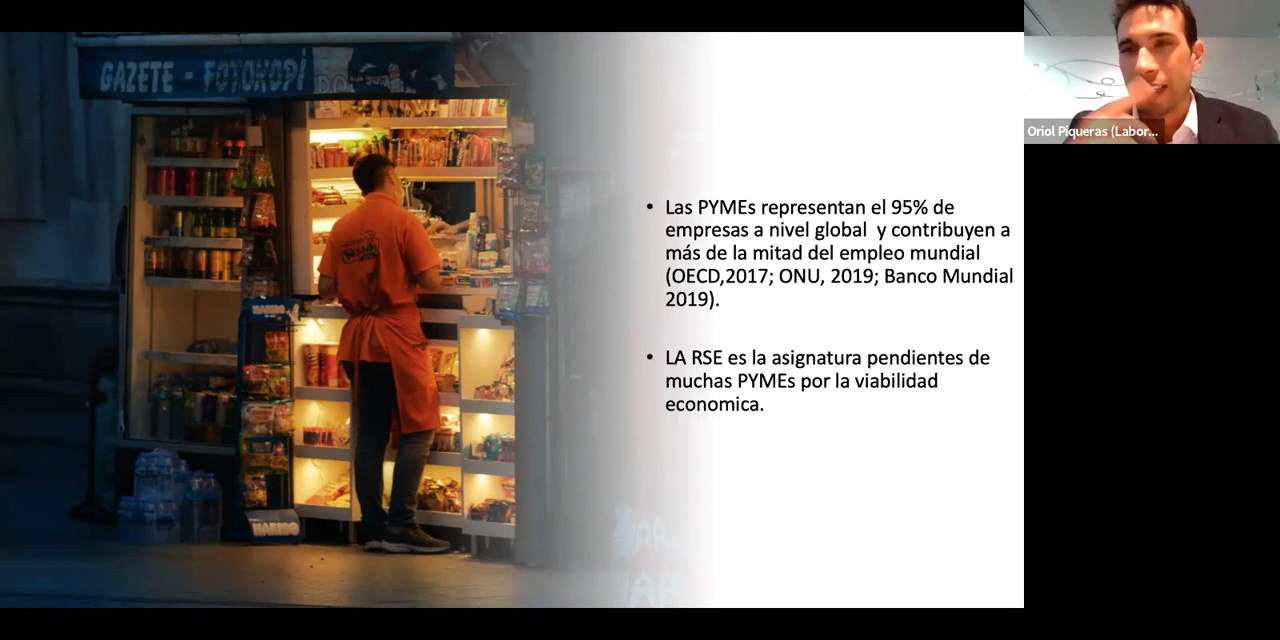 GAZETE - FOTOKOPİ
HARIBO
HARIBO
• Las PYMEs representan el 95% de
empresas a nivel global y contribuyen a
más de la mitad del empleo mundial
(OECD,2017; ONU, 2019; Banco Mundial
2019).
• LA RSE es la asignatura pendientes de
muchas PYMEs por la viabilidad
economica.
Oriol Piqueras (Labor...